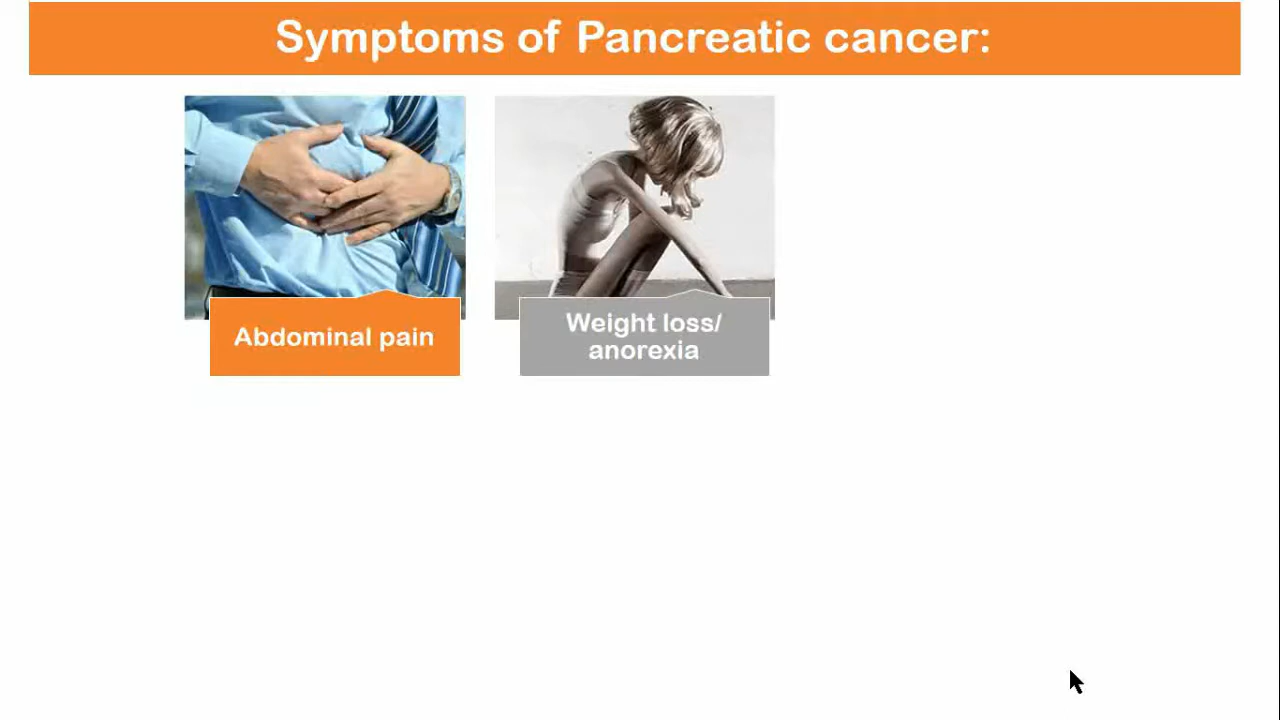 Symptoms of Pancreatic cancer:
Abdominal pain
Weight loss/
anorexia